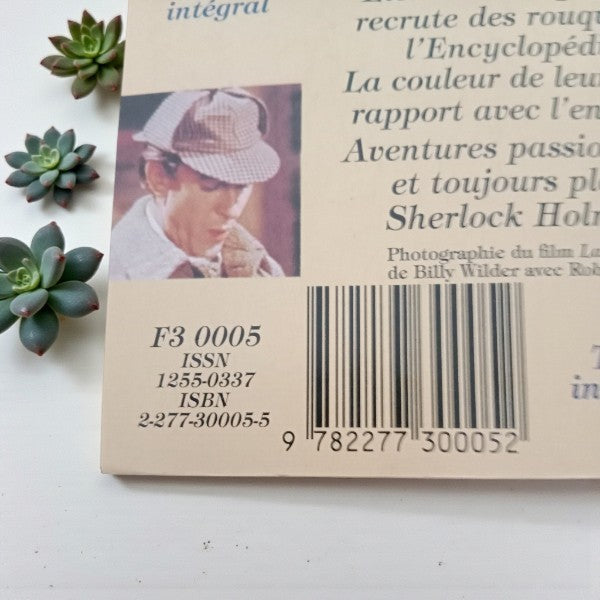 intégral
recrute des
l'Encyclopéd
La couleur de leu
rapport avec l'en
Aventures passio
et toujours pl
Sherlock Holm
Photographie du film La
de Billy Wilder avec Rob
F3 0005
ISSN
1255-0337
ISBN
2-277-30005-5
9 782277 300052
in